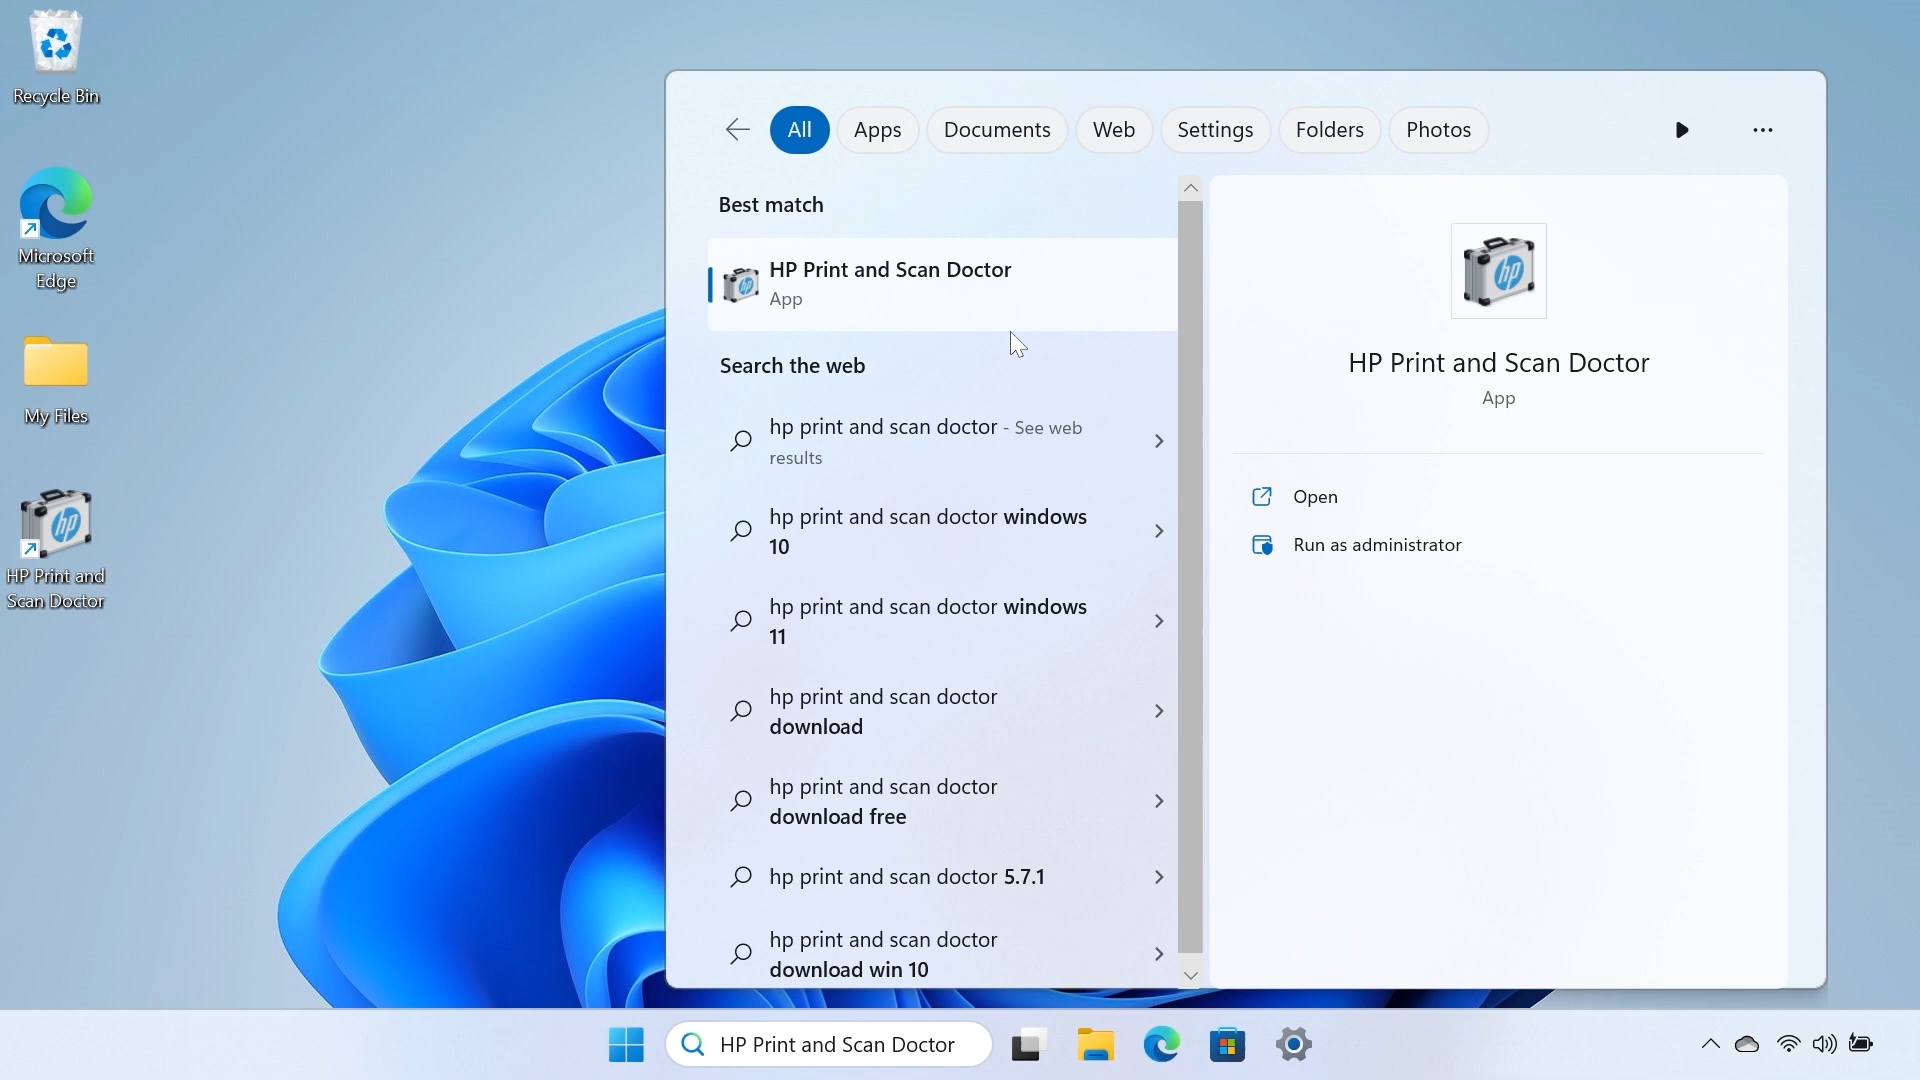 Recycle Bin
Microsoft
Edge
My Files
hp
HP Print and
Scan Doctor
All
Apps
Documents
Web
Settings
Folders
Photos
Best match
hp
HP Print and Scan Doctor
App
Search the web
hp print and scan doctor - See web
results
hp print and scan doctor windows
10
hp print and scan doctor windows
11
hp print and scan doctor
download
hp print and scan doctor
download free
hp print and scan doctor 5.7.1
hp print and scan doctor
download win 10
hp
HP Print and Scan Doctor
App
Open
Run as administrator
HP Print and Scan Doctor